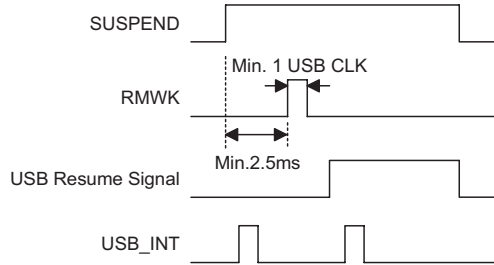 SUSPEND
Min. 1 USB CLK
RMWK
Min.2.5ms
USB Resume Signal
USB_INT